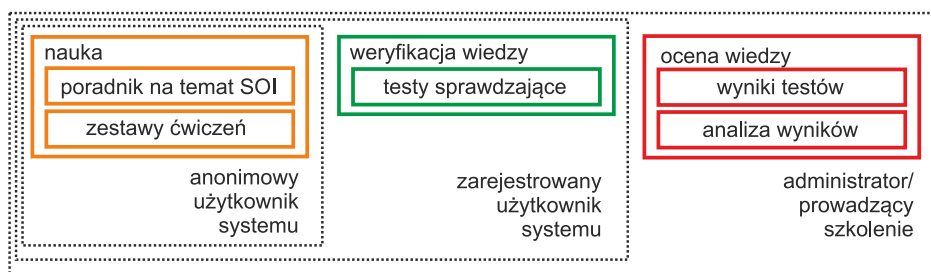 nauka
poradnik na temat SOI
zestawy ćwiczeń
anonimowy
użytkownik
systemu
weryfikacja wiedzy
testy sprawdzające
zarejestrowany
użytkownik
systemu
ocena wiedzy
wyniki testów
analiza wyników
administrator/
prowadzący
szkolenie